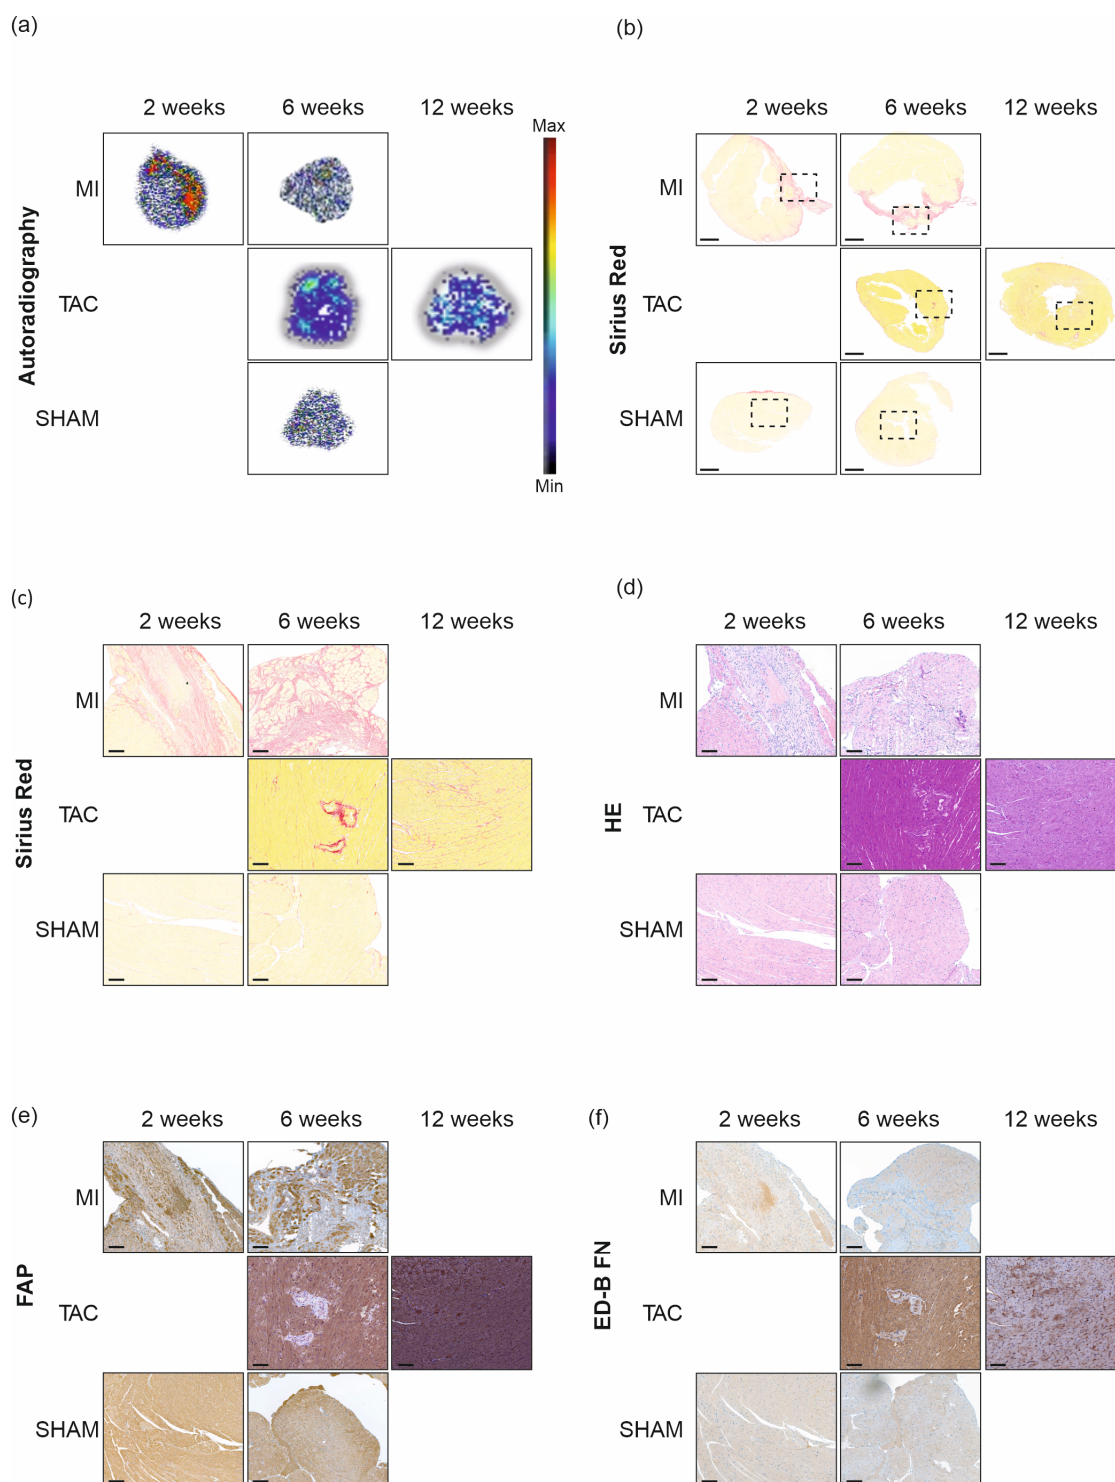 (a)
2 weeks 6 weeks 12 weeks
Max
MI
TAC
SHAM
Min
Autoradiography
(b)
2 weeks 6 weeks 12 weeks
MI
TAC
SHAM
Sirius Red
(c)
2 weeks 6 weeks 12 weeks
MI
TAC
SHAM
Sirius Red
(d)
2 weeks 6 weeks 12 weeks
MI
TAC
SHAM
HE
(e)
2 weeks 6 weeks 12 weeks
MI
TAC
SHAM
FAP
(f)
2 weeks 6 weeks 12 weeks
MI
TAC
SHAM
ED-B FN